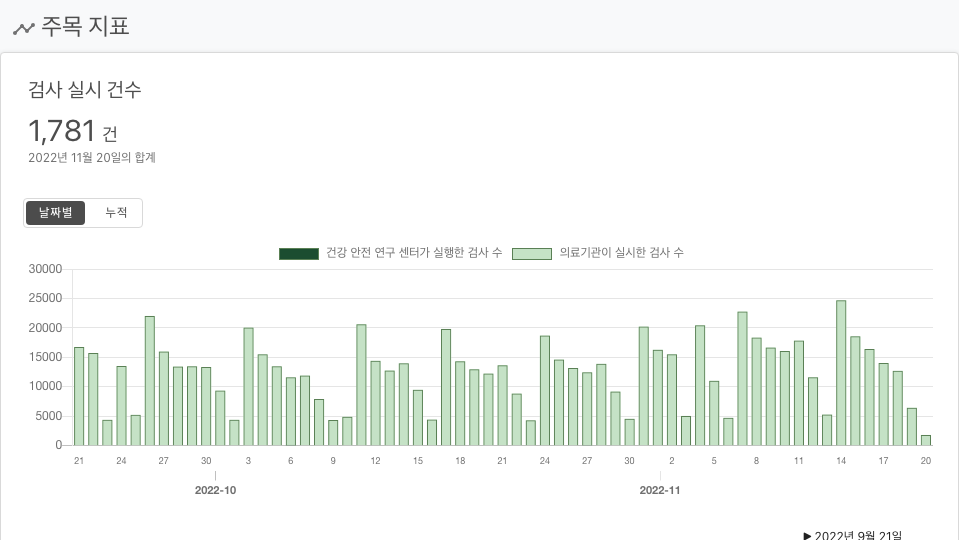 주목 지표
검사 실시 건수
1,781 건
2022년 11월 20일의 합계
날짜별 누적
건강 안전 연구 센터가 실행한 검사 수 의료기관이 실시한 검사 수
30000
25000
20000
15000
10000
5000
0
21 24 27 30 3 6 9 12 15 18 21 24 27 30 2 5 8 11 14 17 20
2022-10 2022-11
▶ 2022년 9월 21일